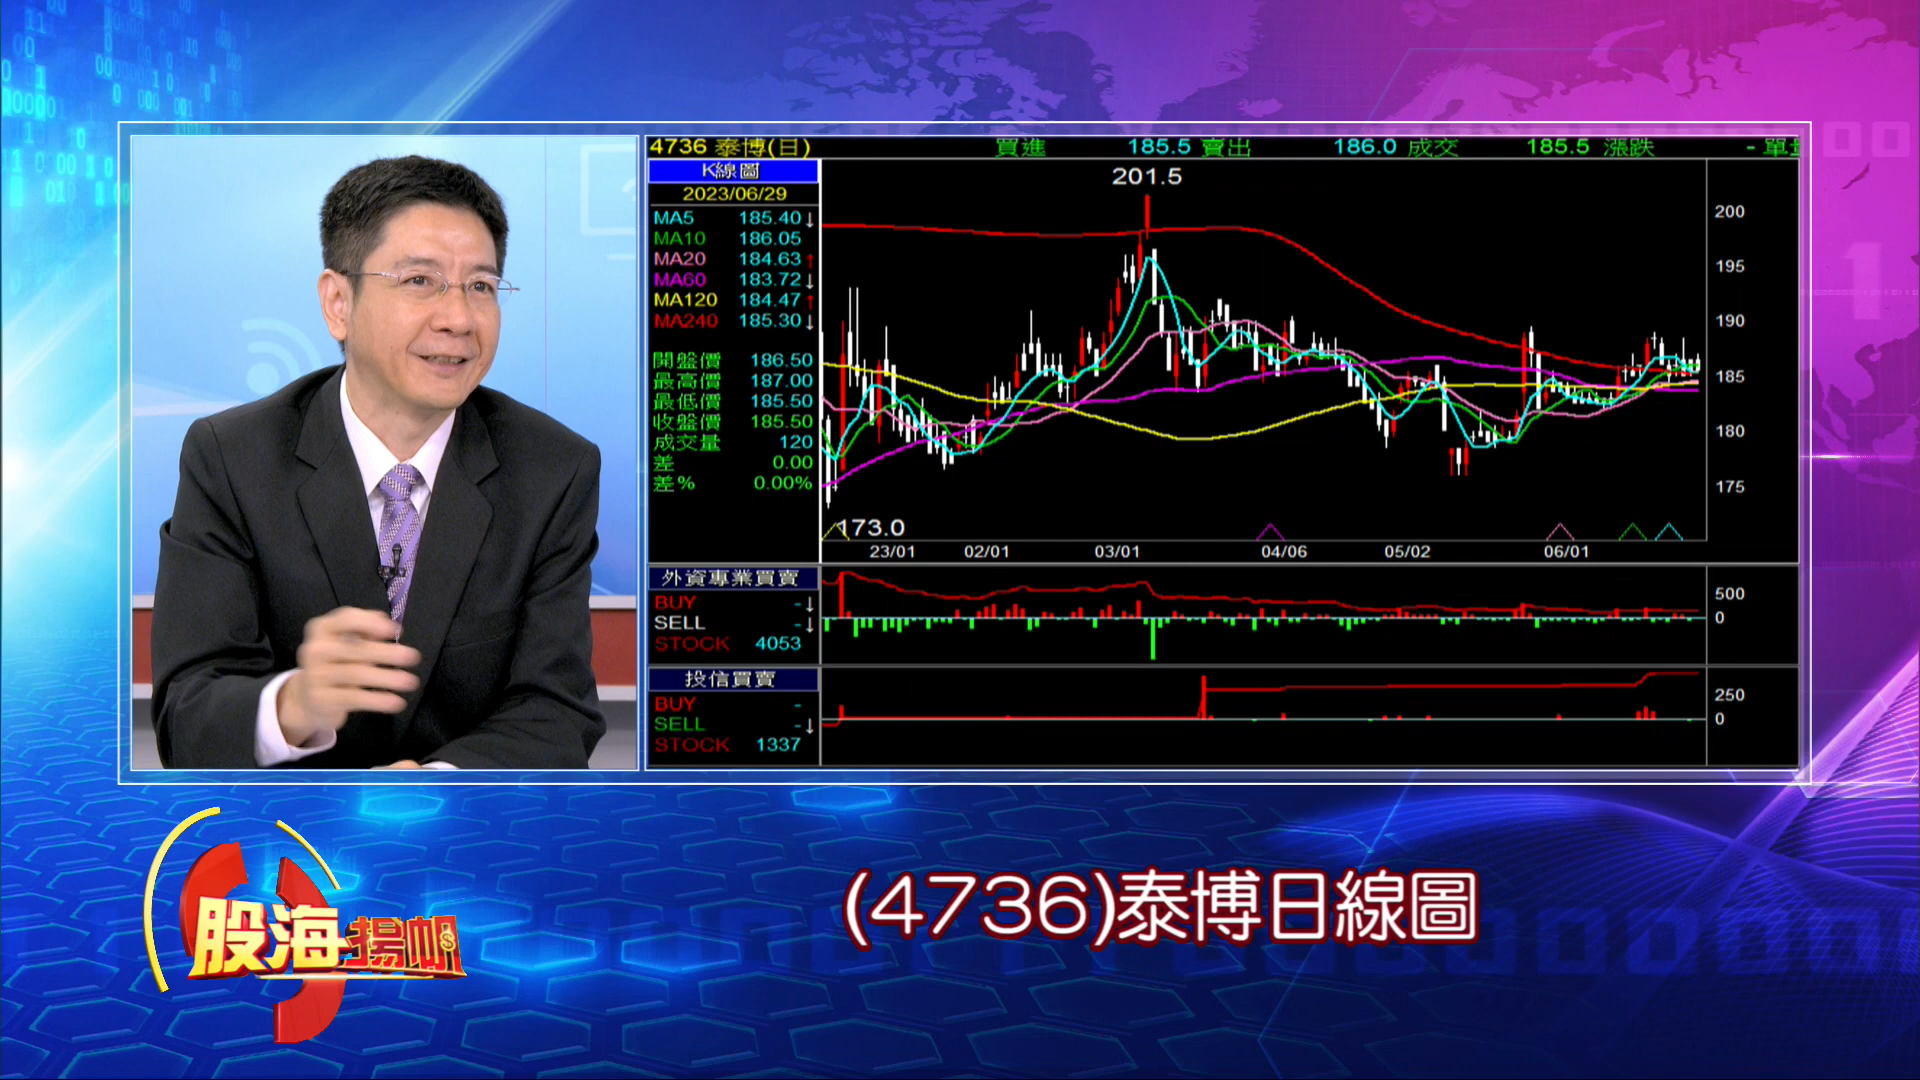 4736 泰博(日) 買進 185.5 賣出 186.0 成交 185.5 漲跌 - 單量
K線圖
2023/06/29
MA5 185.40↓
MA10 186.05
MA20 184.63↑
MA60 183.72↓
MA120 184.47↑
MA240 185.30↓
開盤價 186.50
最高價 187.00
最低價 185.50
收盤價 185.50
成交量 120
差 0.00
差% 0.00%
201.5
173.0
200
195
190
185
180
175
23/01 02/01 03/01 04/06 05/02 06/01
外資專業買賣
BUY -↓
SELL -↓
STOCK 4053
500
0
投信買賣
BUY -
SELL -↓
STOCK 1337
250
0
股海揚帆
(4736)泰博日線圖